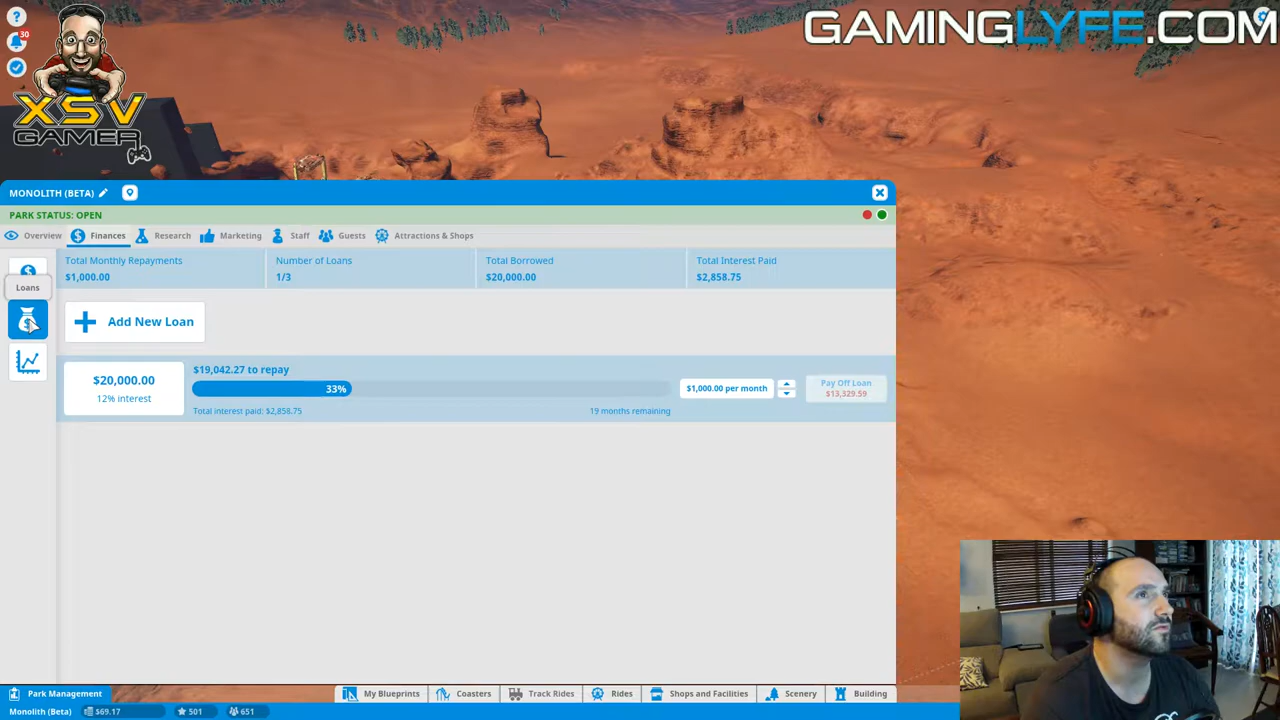 ?
30
XSV
GAMER
GAMINGLYFE.COM
MONOLITH (BETA)
PARK STATUS: OPEN
Overview
Finances
Research
Marketing
Staff
Guests
Attractions & Shops
Total Monthly Repayments
$1,000.00
Number of Loans
1/3
Total Borrowed
$20,000.00
Total Interest Paid
$2,858.75
Loans
Add New Loan
$20,000.00
12% interest
$19,042.27 to repay
33%
Total interest paid: $2,858.75
19 months remaining
$1,000.00 per month
Pay Off Loan
$13,329.59
Park Management
My Blueprints
Coasters
Track Rides
Rides
Shops and Facilities
Scenery
Building
Monolith (Beta)
$69.17
501
651